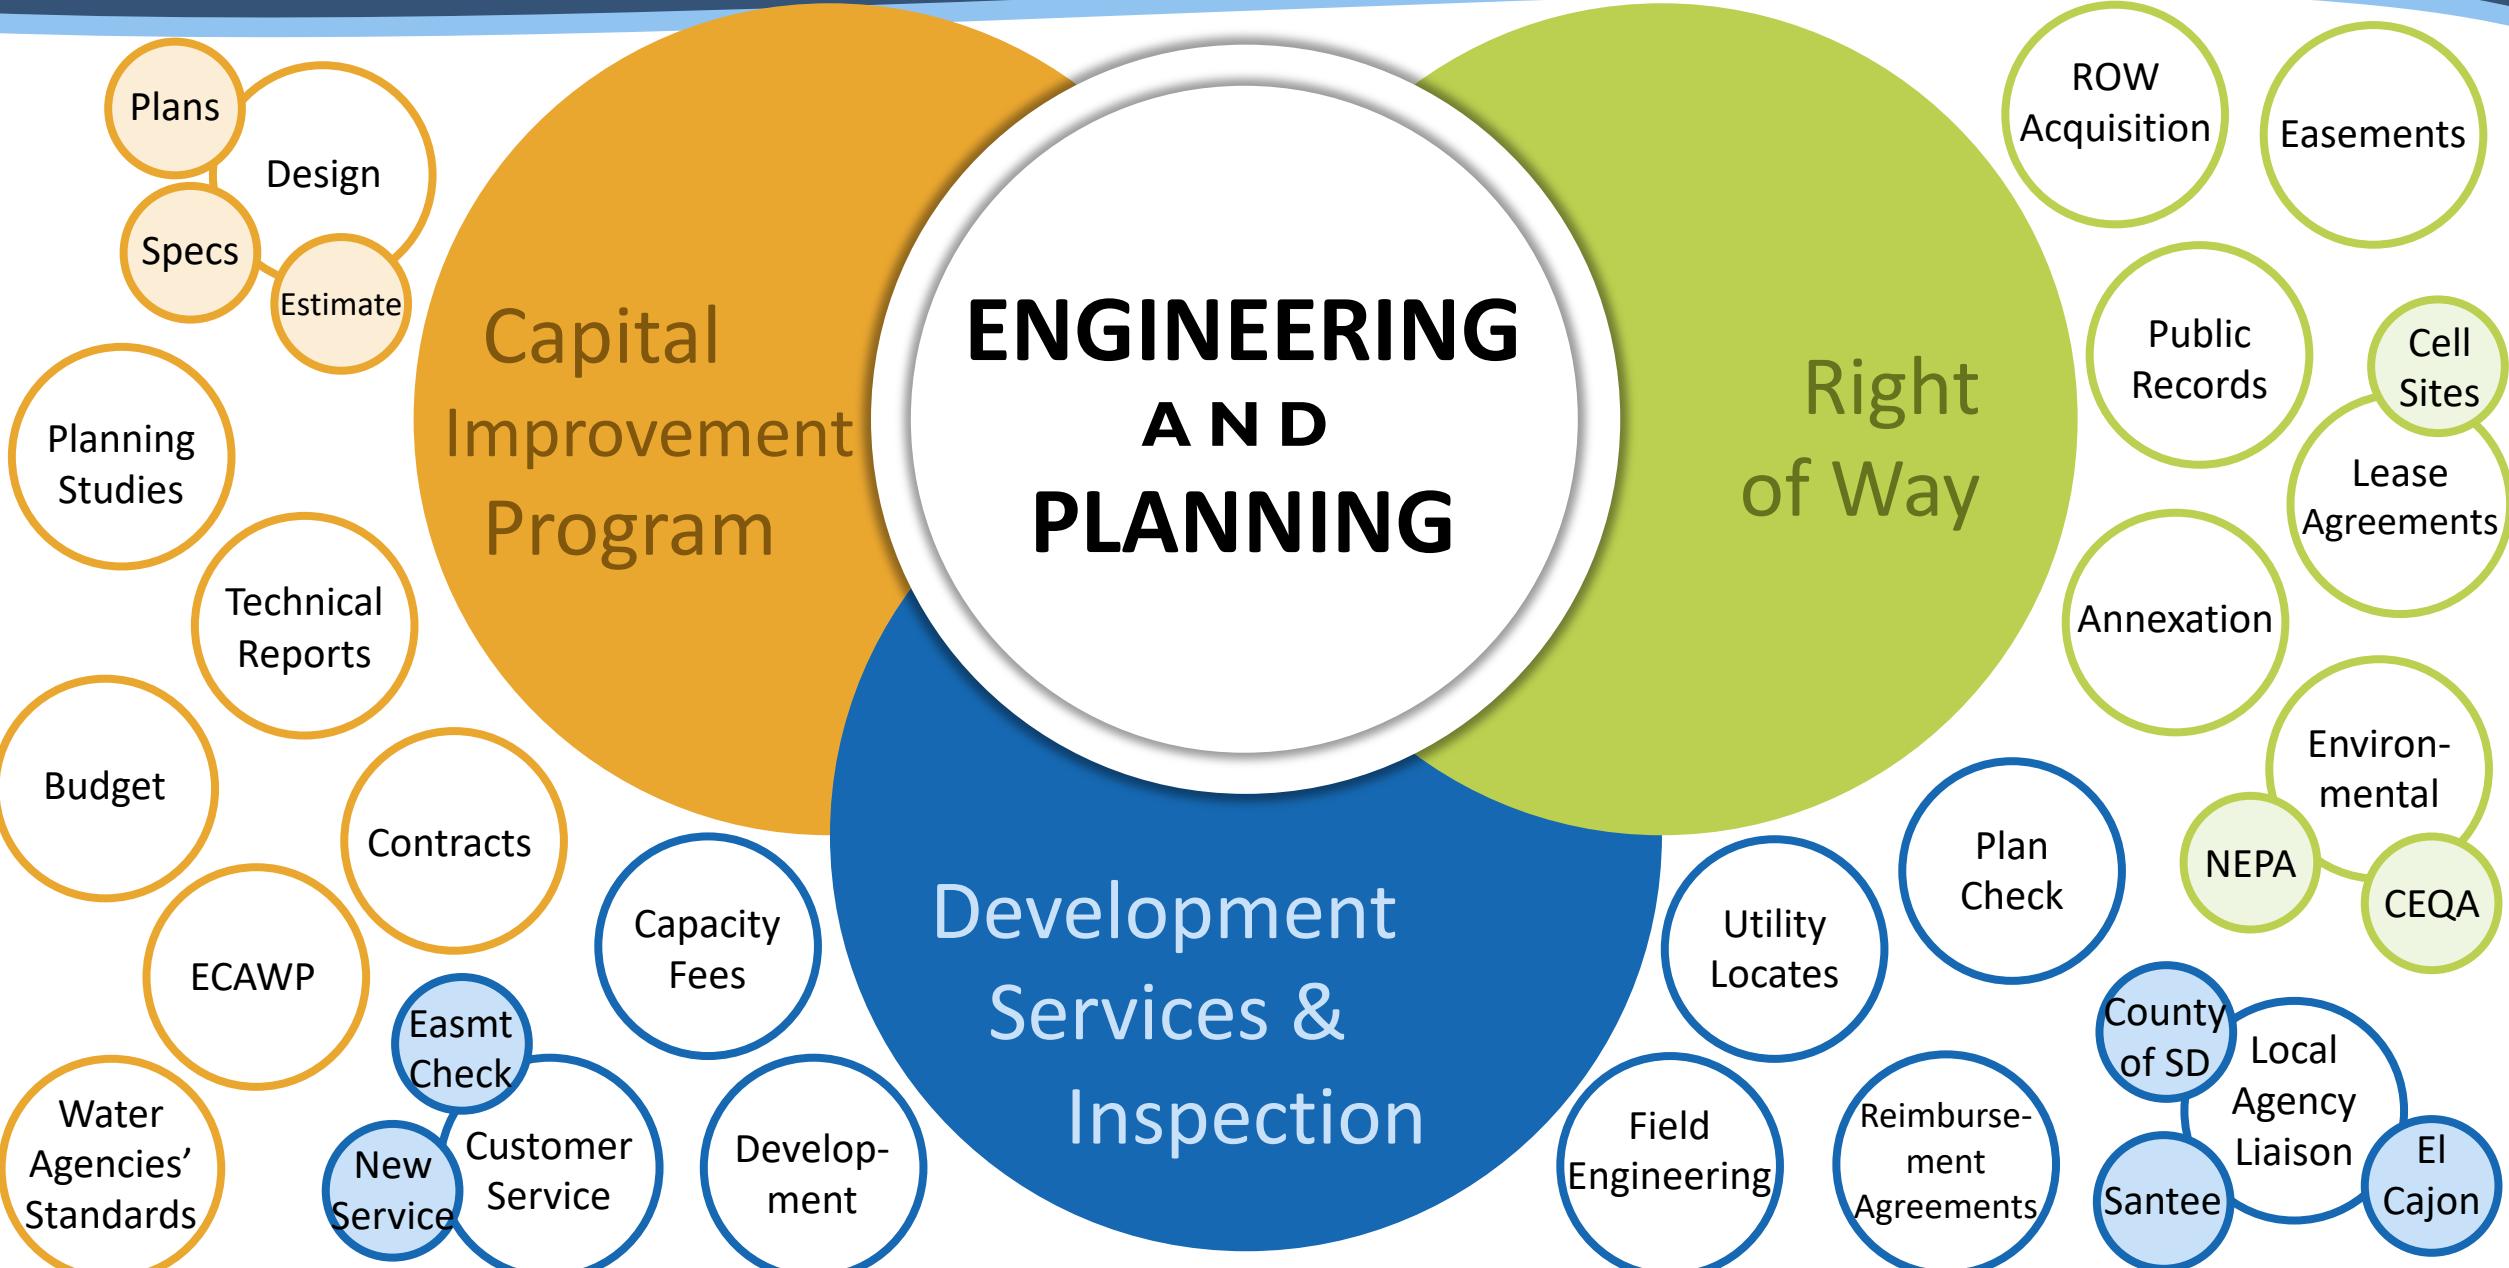 Plans
Design
Specs
Estimate
Planning
Studies
Technical
Reports
Budget
Contracts
ECAWP
Water
Agencies’
Standards
Capital
Improvement
Program
ENGINEERING
AND
PLANNING
Right
of Way
ROW
Acquisition
Easements
Public
Records
Cell
Sites
Lease
Agreements
Annexation
Environ-
mental
NEPA
CEQA
Development
Services &
Inspection
Capacity
Fees
Easmt
Check
New
Service
Customer
Service
Develop-
ment
Utility
Locates
Plan
Check
Field
Engineering
Reimburse-
ment
Agreements
County
of SD
Local
Agency
Liaison
Santee
El
Cajon